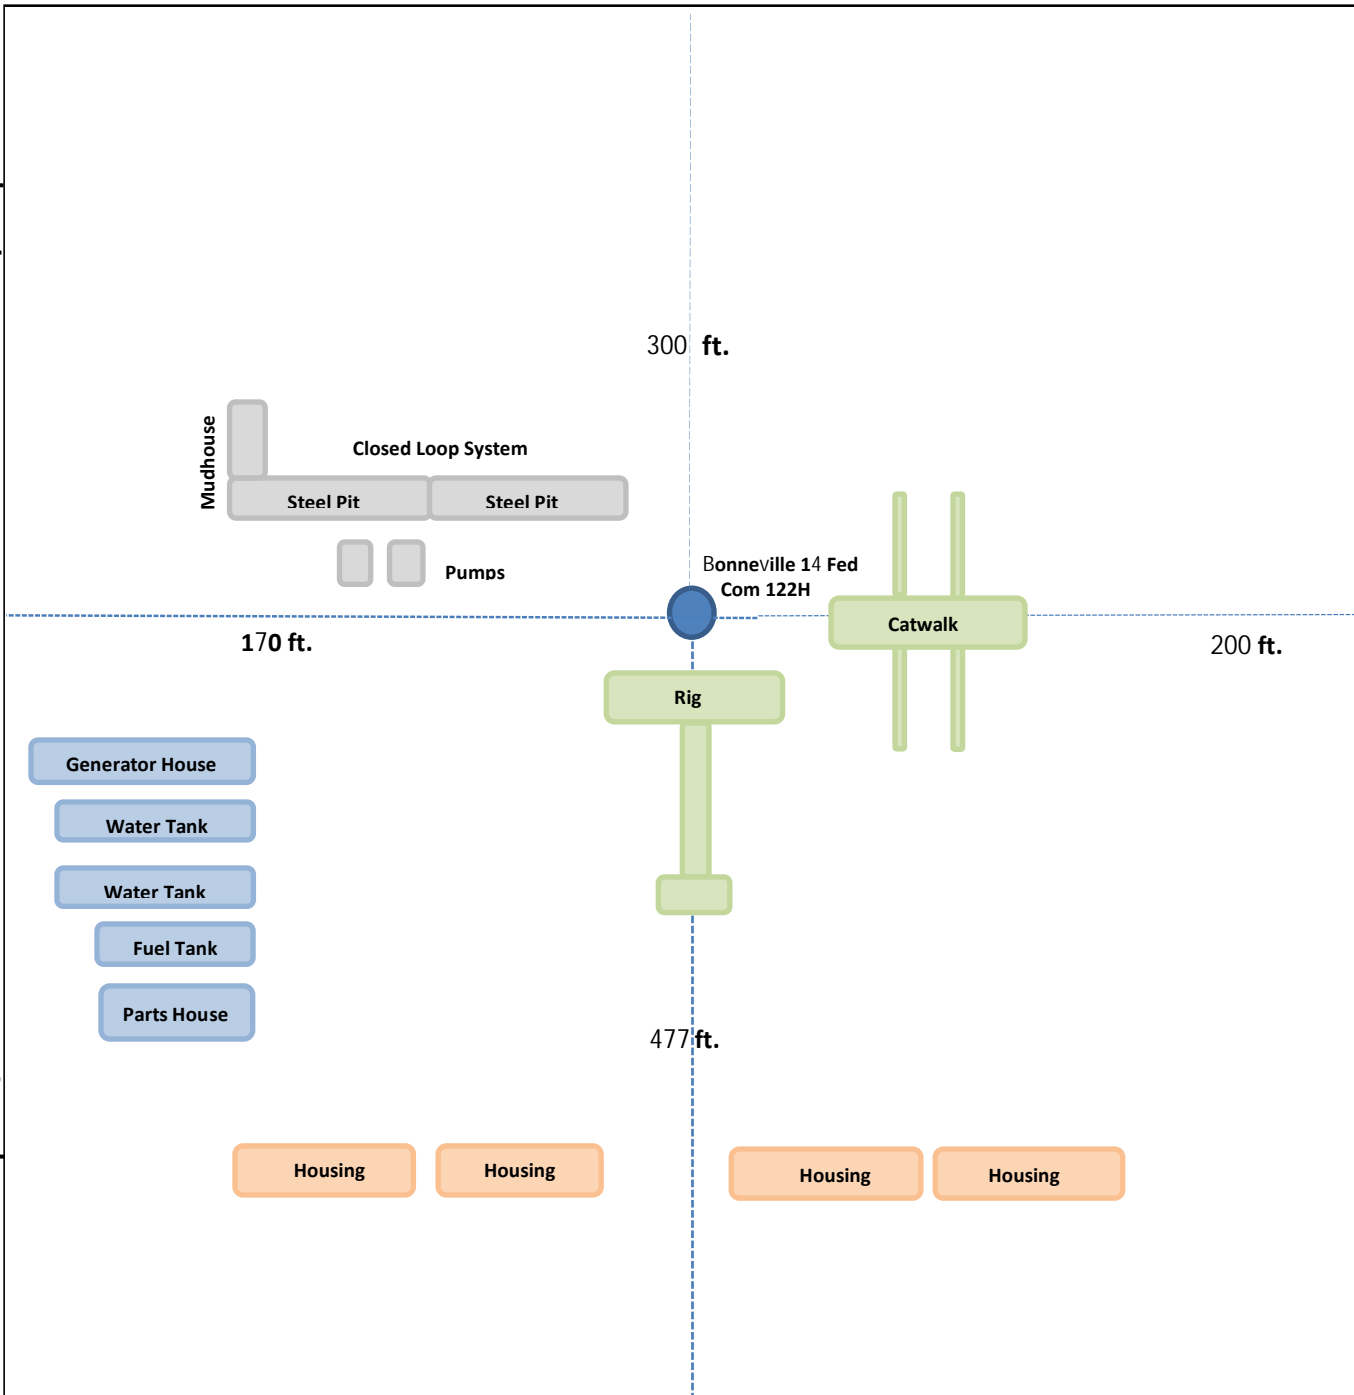 300 ft.
Mudhouse
Closed Loop System
Steel Pit
Steel Pit
Pumps
Bonneville 14 Fed
Com 122H
Catwalk
170 ft.
200 ft.
Rig
Generator House
Water Tank
Water Tank
Fuel Tank
Parts House
477 ft.
Housing
Housing
Housing
Housing